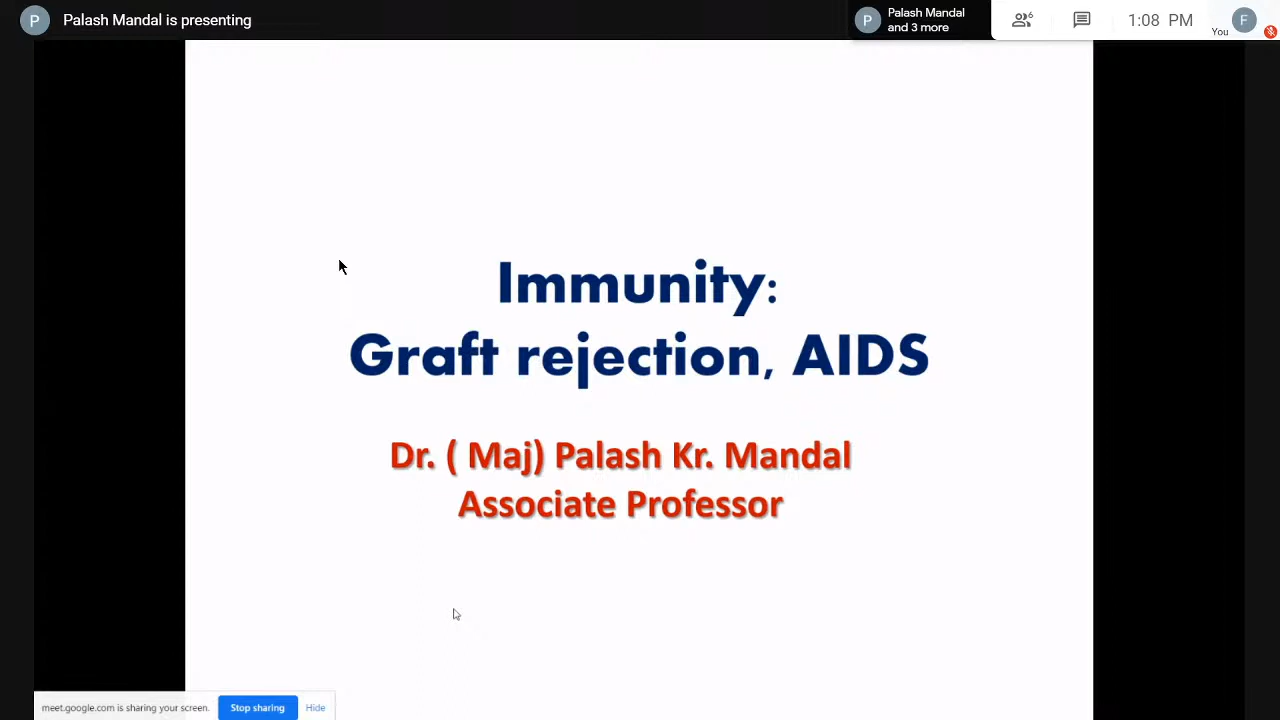 P Palash Mandal is presenting
P Palash Mandal
and 3 more
6
1:08 PM
You
F
Immunity:
Graft rejection, AIDS
Dr. ( Maj) Palash Kr. Mandal
Associate Professor
meet.google.com is sharing your screen. Stop sharing Hide